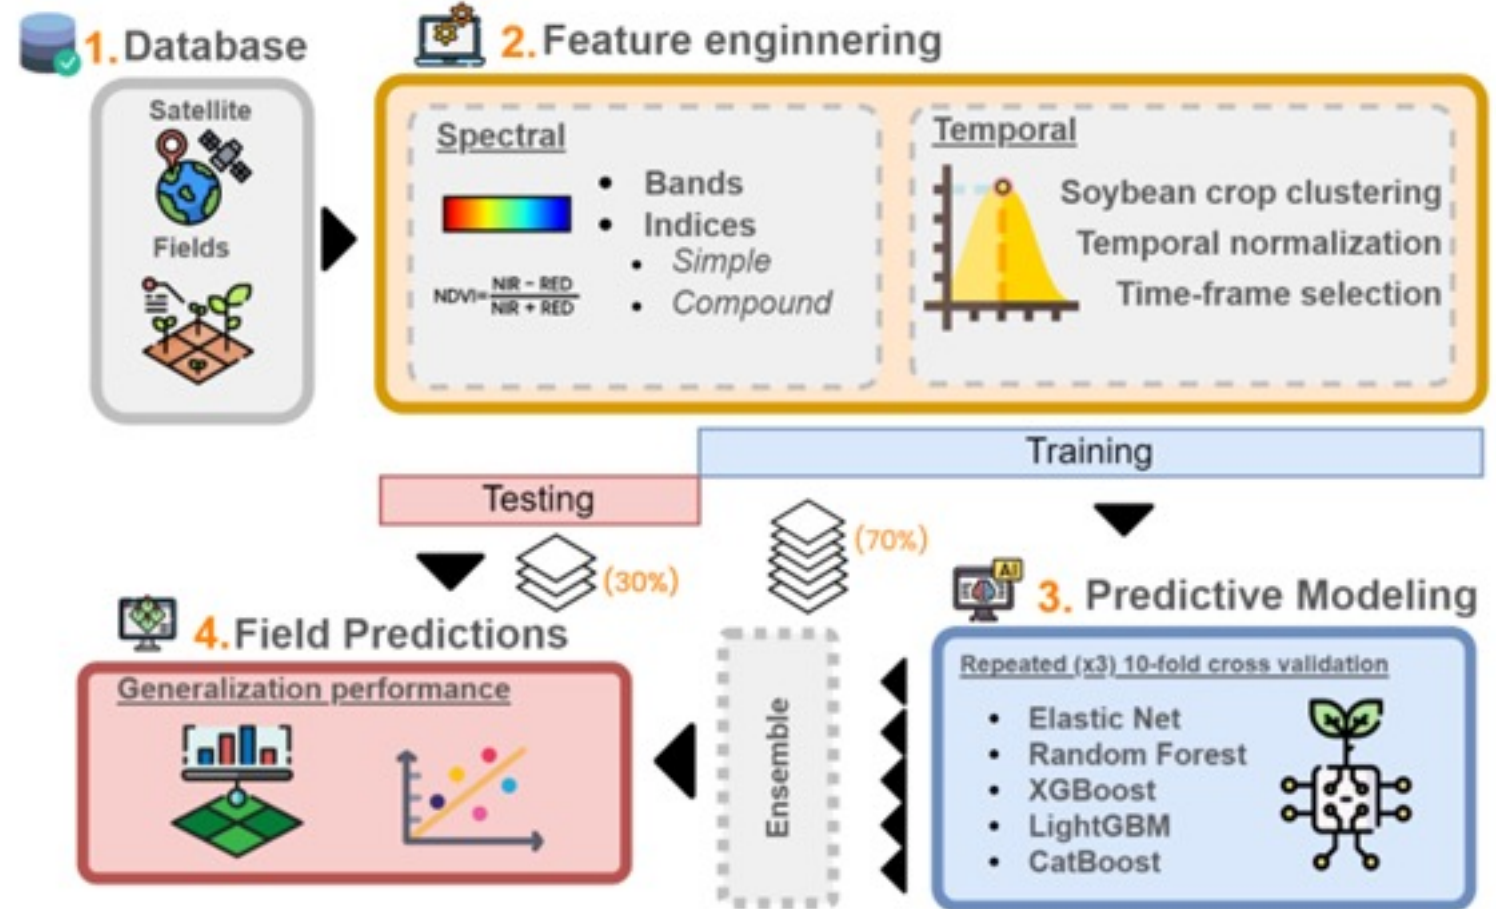 1. Database
Satellite
Fields
2. Feature enginnering
Spectral
• Bands
• Indices
• Simple
• Compound
NDVI= NIR − RED
NIR + RED
Temporal
Soybean crop clustering
Temporal normalization
Time-frame selection
Training
Testing
(70%)
(30%)
AI
3. Predictive Modeling
Repeated (x3) 10-fold cross validation
• Elastic Net
• Random Forest
• XGBoost
• LightGBM
• CatBoost
Ensemble
4. Field Predictions
Generalization performance